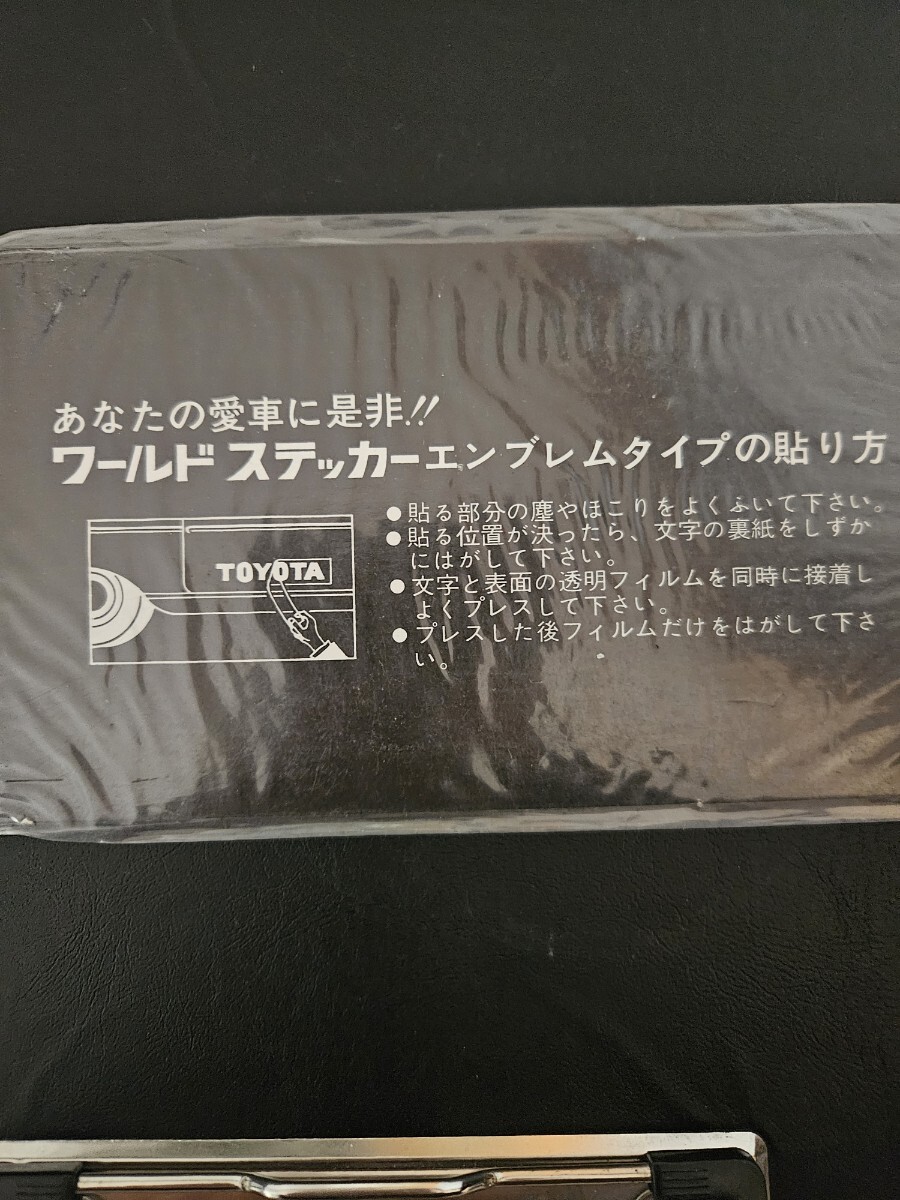 あなたの愛車に是非!!
ワールド ステッカーエンブレムタイプの貼り方
●貼る部分の塵やほこりをよくふいて下さい。
●貼る位置が決ったら、文字の裏紙をしずか
にはがして下さい。
●文字と表面の透明フィルムを同時に接着し
よくプレスして下さい。
●プレスした後フィルムだけをはがして下さ
い。
TOYOTA